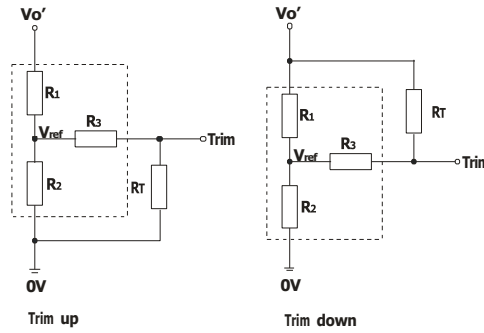 Vo’
R1
Vref
R3
Trim
R2
RT
0V
Trim up
Vo’
R1
RT
Vref
R3
Trim
R2
0V
Trim down